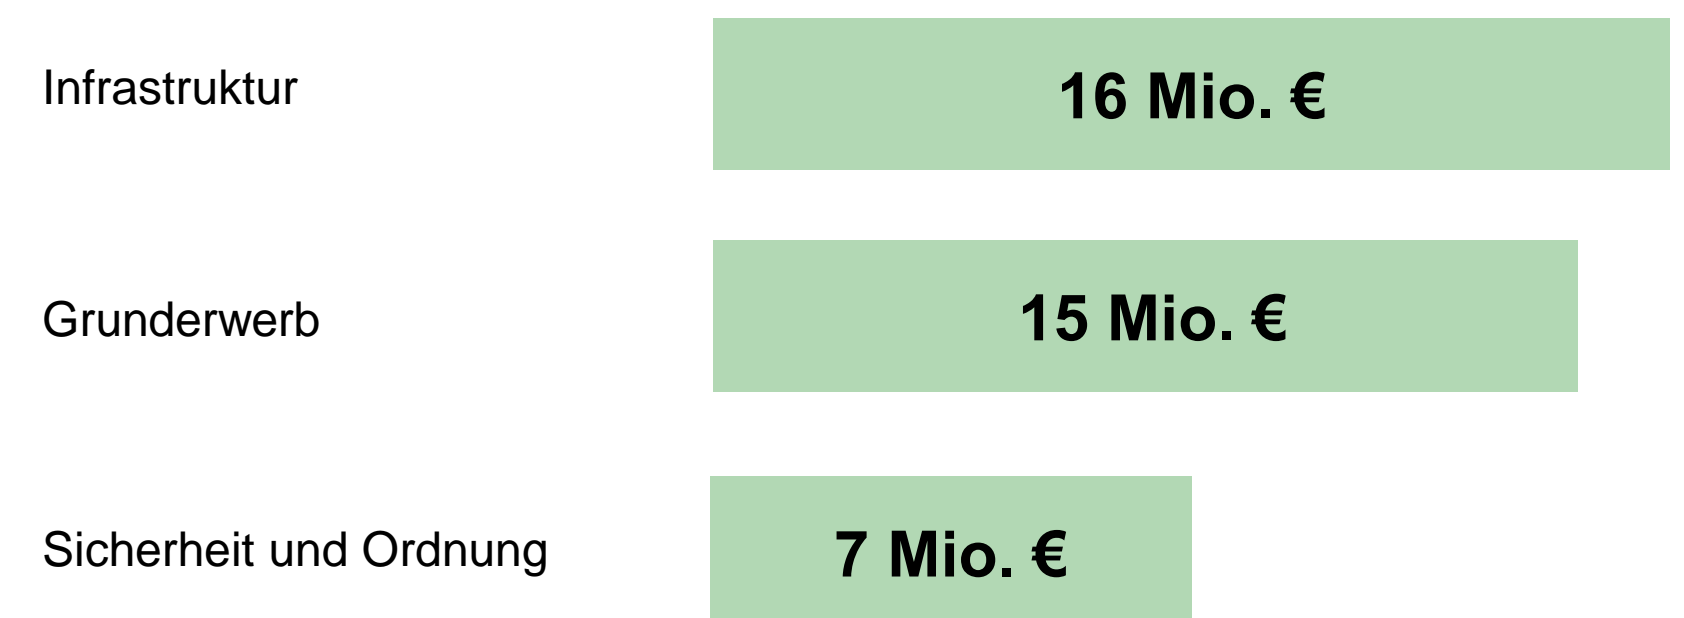 Infrastruktur 16 Mio. €
Grunderwerb 15 Mio. €
Sicherheit und Ordnung 7 Mio. €